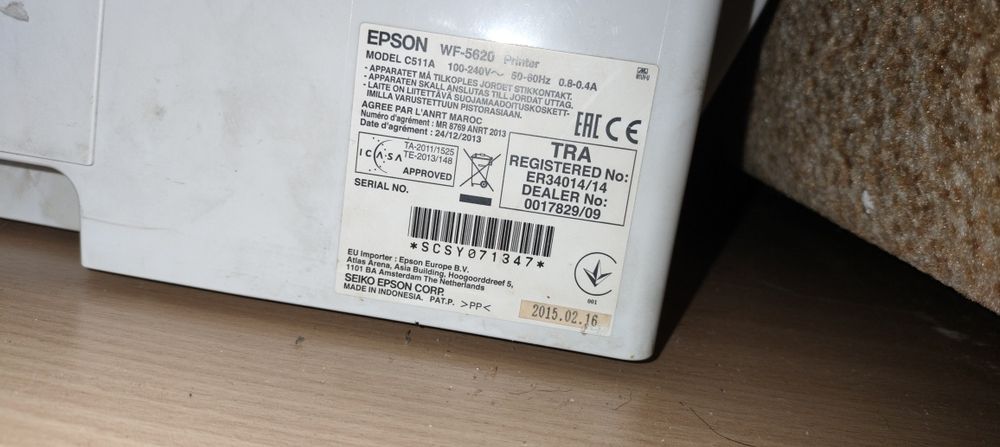 EPSON WF-5620 Printer
MODEL C511A 100-240V~ 50-60Hz 0.8-0.4A
- APPARATET MÅ TILKOPLES JORDET STIKKONTAKT.
- APPARATEN SKALL ANSLUTAS TILL JORDAT UTTAG.
- LAITE ON LIITETTÄVÄ SUOJAMAADOITUSKOSKETT-
IMILLA VARUSTETTUUN PISTORASIAAN.
AGREE PAR L'ANRT MAROC
Numéro d'agrément : MR 8769 ANRT 2013
Date d'agrément : 24/12/2013
EAC CE
ICASA
TA-2011/1525
TE-2013/148
APPROVED
TRA
REGISTERED No:
ER34014/14
DEALER No:
0017829/09
SERIAL NO.
*SCSY071347*
EU Importer : Epson Europe B.V.
Atlas Arena, Asia Building, Hoogoorddreef 5,
1101 BA Amsterdam The Netherlands
SEIKO EPSON CORP.
MADE IN INDONESIA. PAT.P. >PP<
001
2015.02.16